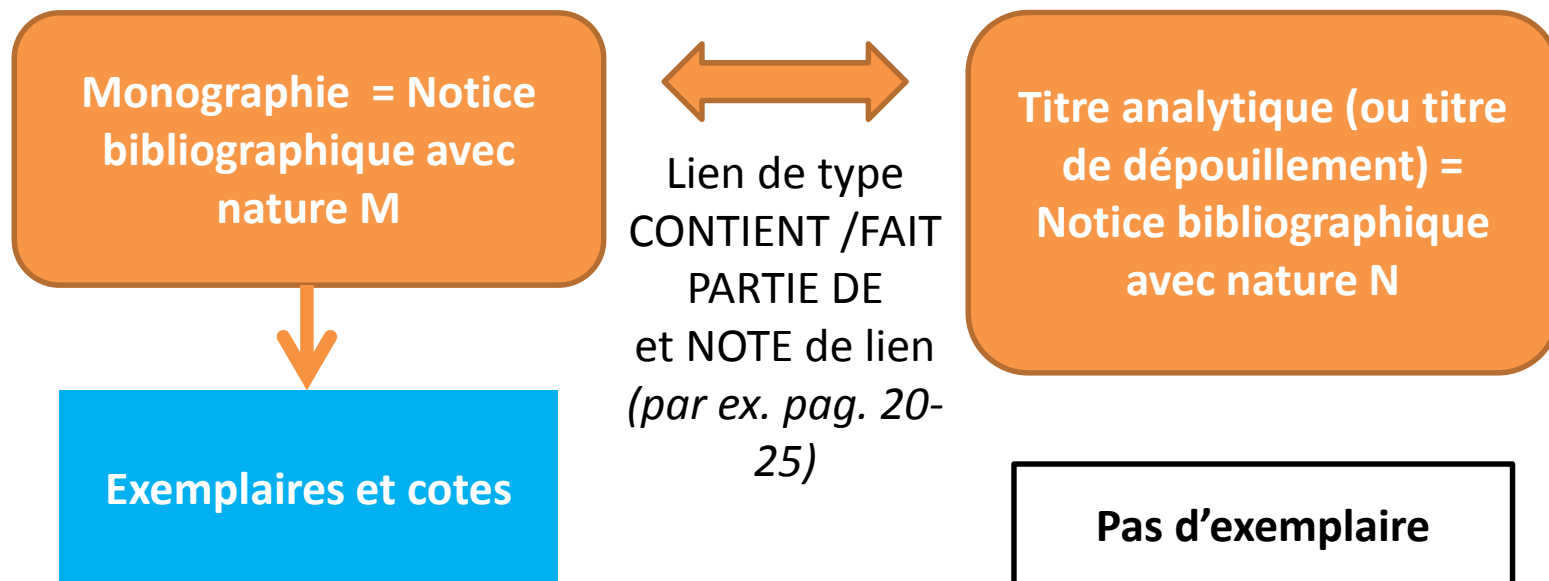 Monographie = Notice
bibliographique avec
nature M
Lien de type
CONTIENT /FAIT
PARTIE DE
et NOTE de lien
(par ex. pag. 20-
25)
Titre analytique (ou titre
de dépouillement) =
Notice bibliographique
avec nature N
Exemplaires et cotes
Pas d’exemplaire